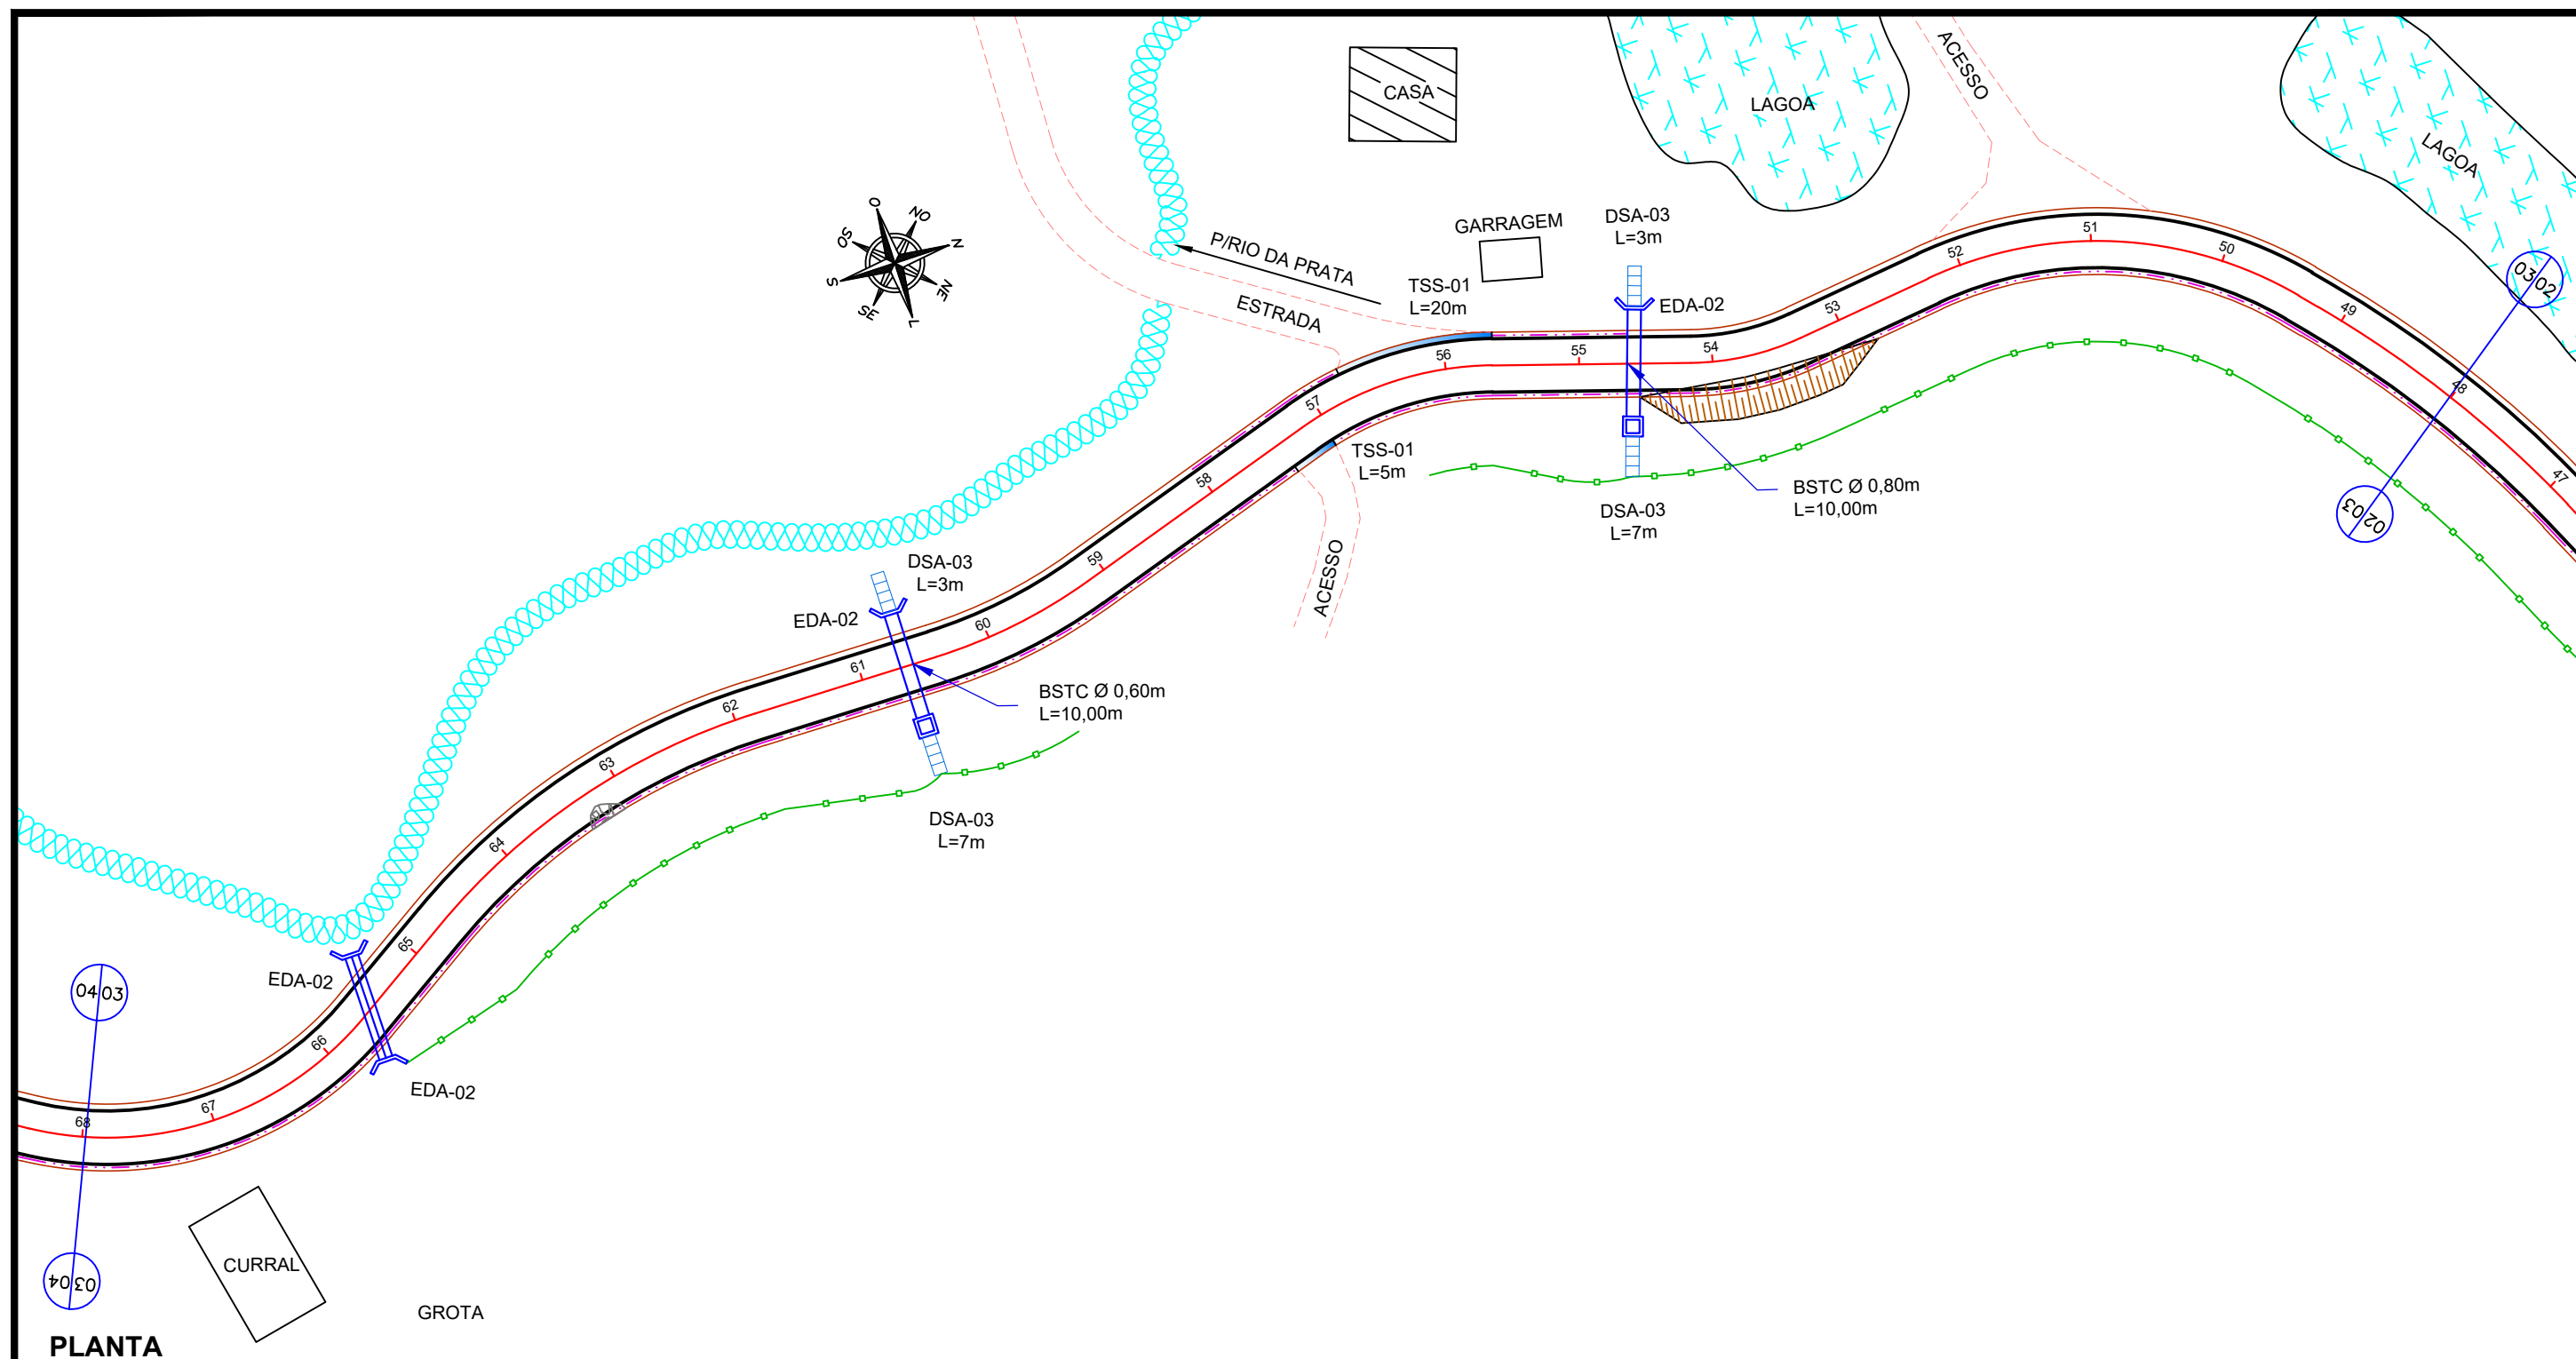 ACESSO
CASA
LAGOA
LAGOA
O
NO
N
NE
L
SE
S
SO
P/RIO DA PRATA
ESTRADA
GARRAGEM
DSA-03
L=3m
TSS-01
L=20m
EDA-02
03 02
02 03
47
48
49
50
51
52
53
54
55
56
57
58
59
60
61
62
63
64
65
66
67
68
TSS-01
L=5m
BSTC Ø 0,80m
L=10,00m
DSA-03
L=7m
ACESSO
DSA-03
L=3m
EDA-02
BSTC Ø 0,60m
L=10,00m
DSA-03
L=7m
EDA-02
EDA-02
04 03
03 04
CURRAL
GROTA
PLANTA